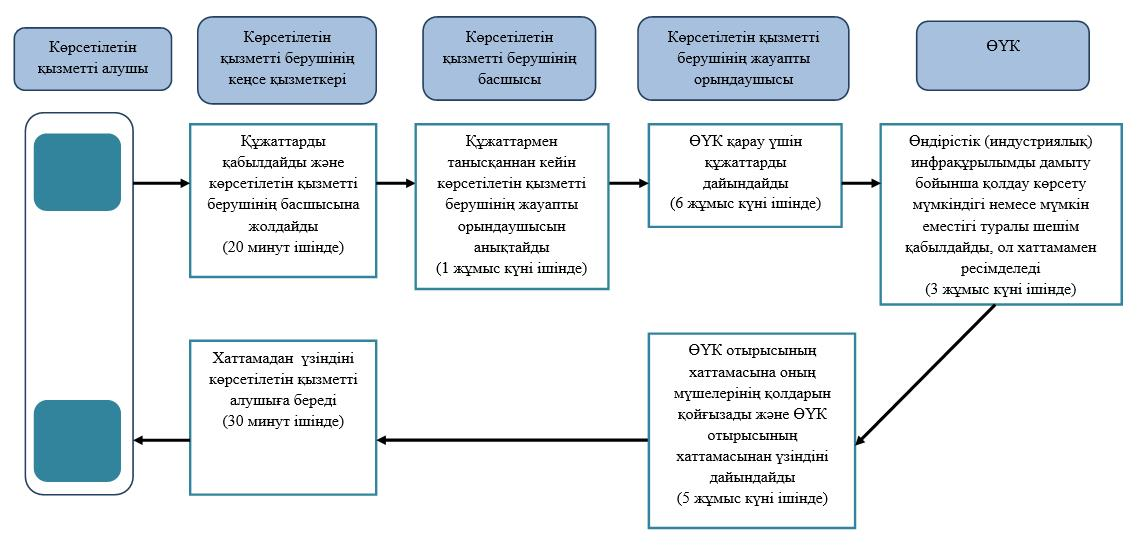 Көрсетілетін
қызметті алушы
Көрсетілетін
қызметті берушінің
кеңсе қызметкері
Көрсетілетін
қызметті берушінің
басшысы
Көрсетілетін қызметті
берушінің жауапты
орындаушысы
ӨҮК
Құжаттарды
қабылдайды және
көрсетілетін қызметті
берушінің басшысына
жолдайды
(20 минут ішінде)
Құжаттармен
танысқаннан кейін
көрсетілетін қызметті
берушінің жауапты
орындаушысын
анықтайды
(1 жұмыс күні ішінде)
ӨҮК қарау үшін
құжаттарды
дайындайды
(6 жұмыс күні ішінде)
Өндірістік (индустриялық)
инфрақұрылымды дамыту
бойынша қолдау көрсету
мүмкіндігі немесе мүмкін
еместігі туралы шешім
қабылдайды, ол хаттамамен
ресімделеді
(3 жұмыс күні ішінде)
Хаттамадан үзіндіні
көрсетілетін қызметті
алушыға береді
(30 минут ішінде)
ӨҮК отырысының
хаттамасына оның
мүшелерінің қолдарын
қойғызады және ӨҮК
отырысының
хаттамасынан үзіндіні
дайындайды
(5 жұмыс күні ішінде)